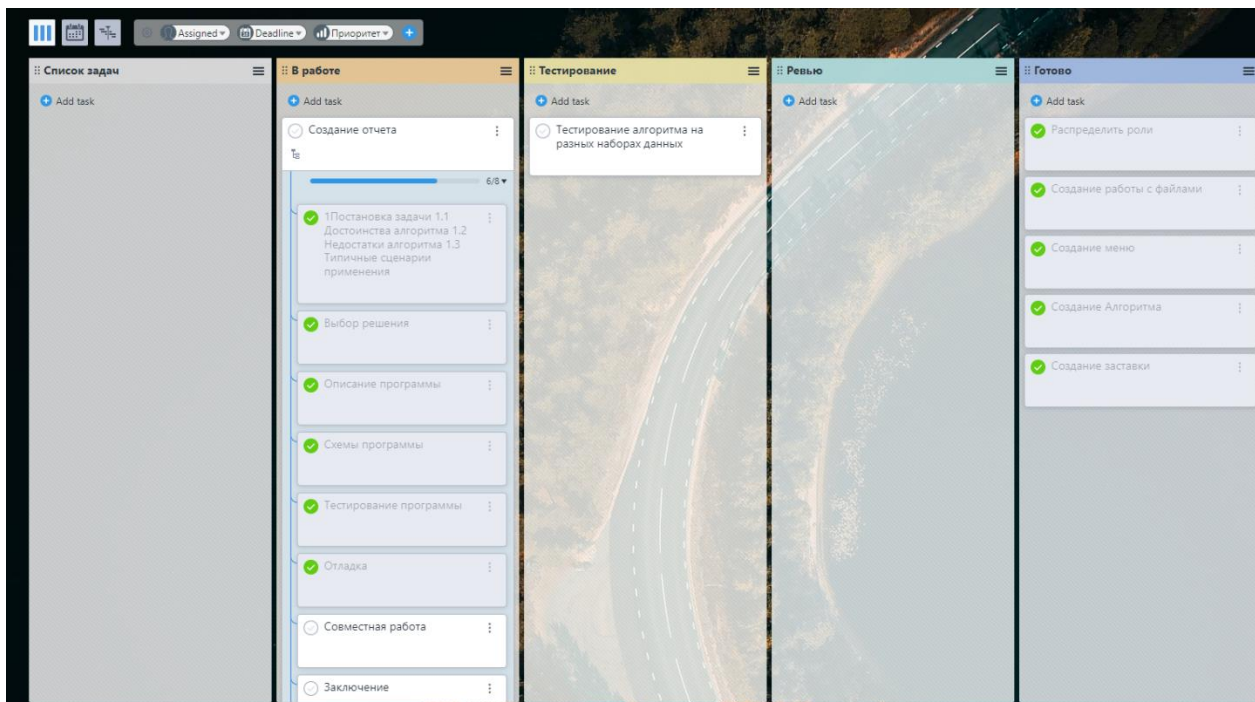 Assigned Deadline Приоритет
Список задач
Add task
В работе
Add task
Создание отчета
6/8
1Постановка задачи 1.1
Достоинства алгоритма 1.2
Недостатки алгоритма 1.3
Типичные сценарии
применения
Выбор решения
Описание программы
Схемы программы
Тестирование программы
Отладка
Совместная работа
Заключение
Тестирование
Add task
Тестирование алгоритма на
разных наборах данных
Ревью
Add task
Готово
Add task
Распределить роли
Создание работы с файлами
Создание меню
Создание Алгоритма
Создание заставки